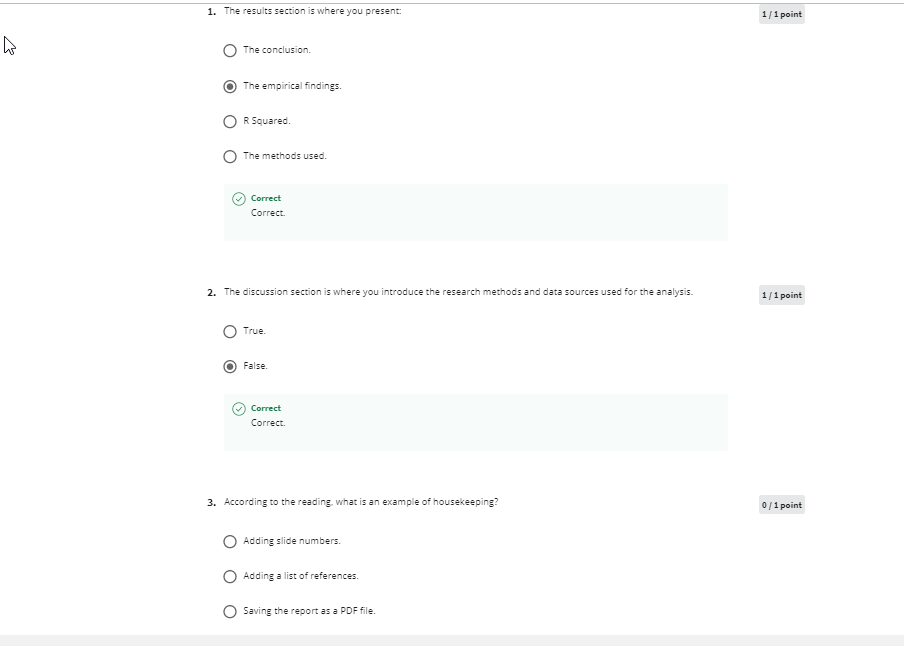 1. The results section is where you present:
1 / 1 point
The conclusion.
The empirical findings.
R Squared.
The methods used.
Correct
Correct.
2. The discussion section is where you introduce the research methods and data sources used for the analysis.
1 / 1 point
True.
False.
Correct
Correct.
3. According to the reading, what is an example of housekeeping?
0 / 1 point
Adding slide numbers.
Adding a list of references.
Saving the report as a PDF file.